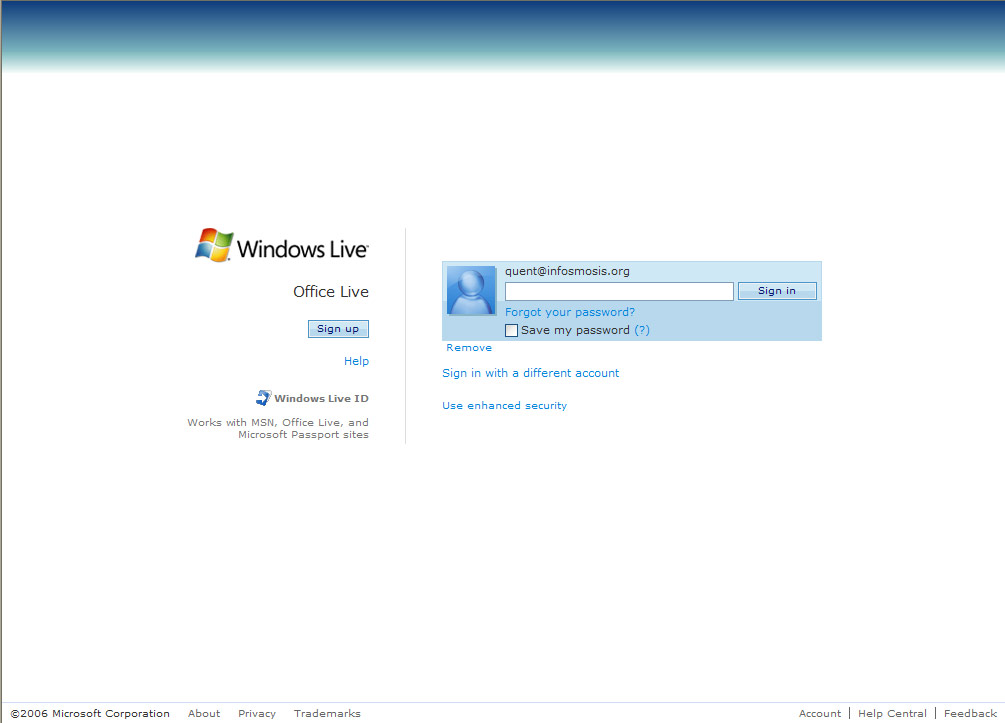 Windows Live
Office Live
Sign up
Help
Windows Live ID
Works with MSN, Office Live, and
Microsoft Passport sites
quent@infosmosis.org
Sign in
Forgot your password?
Save my password (?)
Remove
Sign in with a different account
Use enhanced security
©2006 Microsoft Corporation About Privacy Trademarks Account | Help Central | Feedback